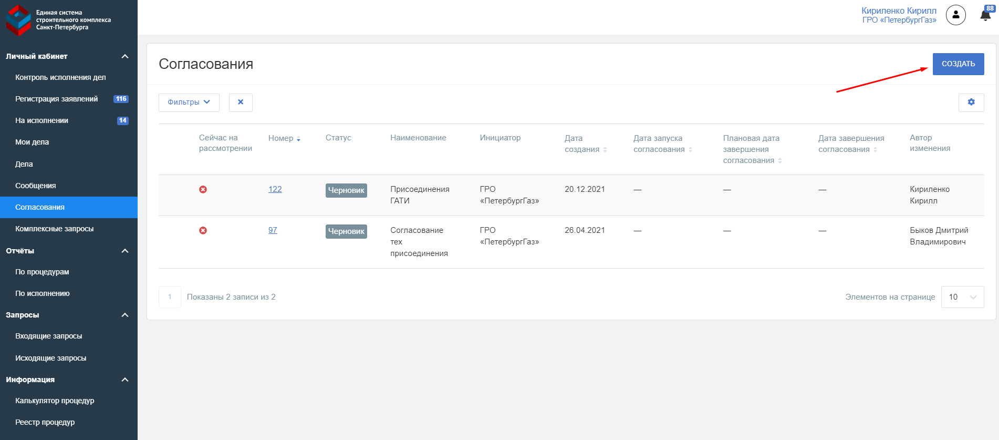 Единая система
строительного комплекса
Санкт-Петербурга
Кириленко Кирилл
ГРО «ПетербургГаз»
88
Личный кабинет
Контроль исполнения дел
Регистрация заявлений 116
На исполнении 14
Мои дела
Дела
Сообщения
Согласования
Комплексные запросы
Отчёты
По процедурам
По исполнению
Запросы
Входящие запросы
Исходящие запросы
Информация
Калькулятор процедур
Реестр процедур
Согласования
СОЗДАТЬ
Фильтры
Сейчас на
рассмотрении
Номер
Статус
Наименование
Инициатор
Дата
создания
Дата запуска
согласования
Плановая дата
завершения
согласования
Дата завершения
согласования
Автор
изменения
122
Черновик
Присоединения
ГАТИ
ГРО
«ПетербургГаз»
20.12.2021
—
—
—
Кириленко
Кирилл
97
Черновик
Согласование
тех
присоединения
ГРО
«ПетербургГаз»
26.04.2021
—
—
—
Быков Дмитрий
Владимирович
1
Показаны 2 записи из 2
Элементов на странице
10